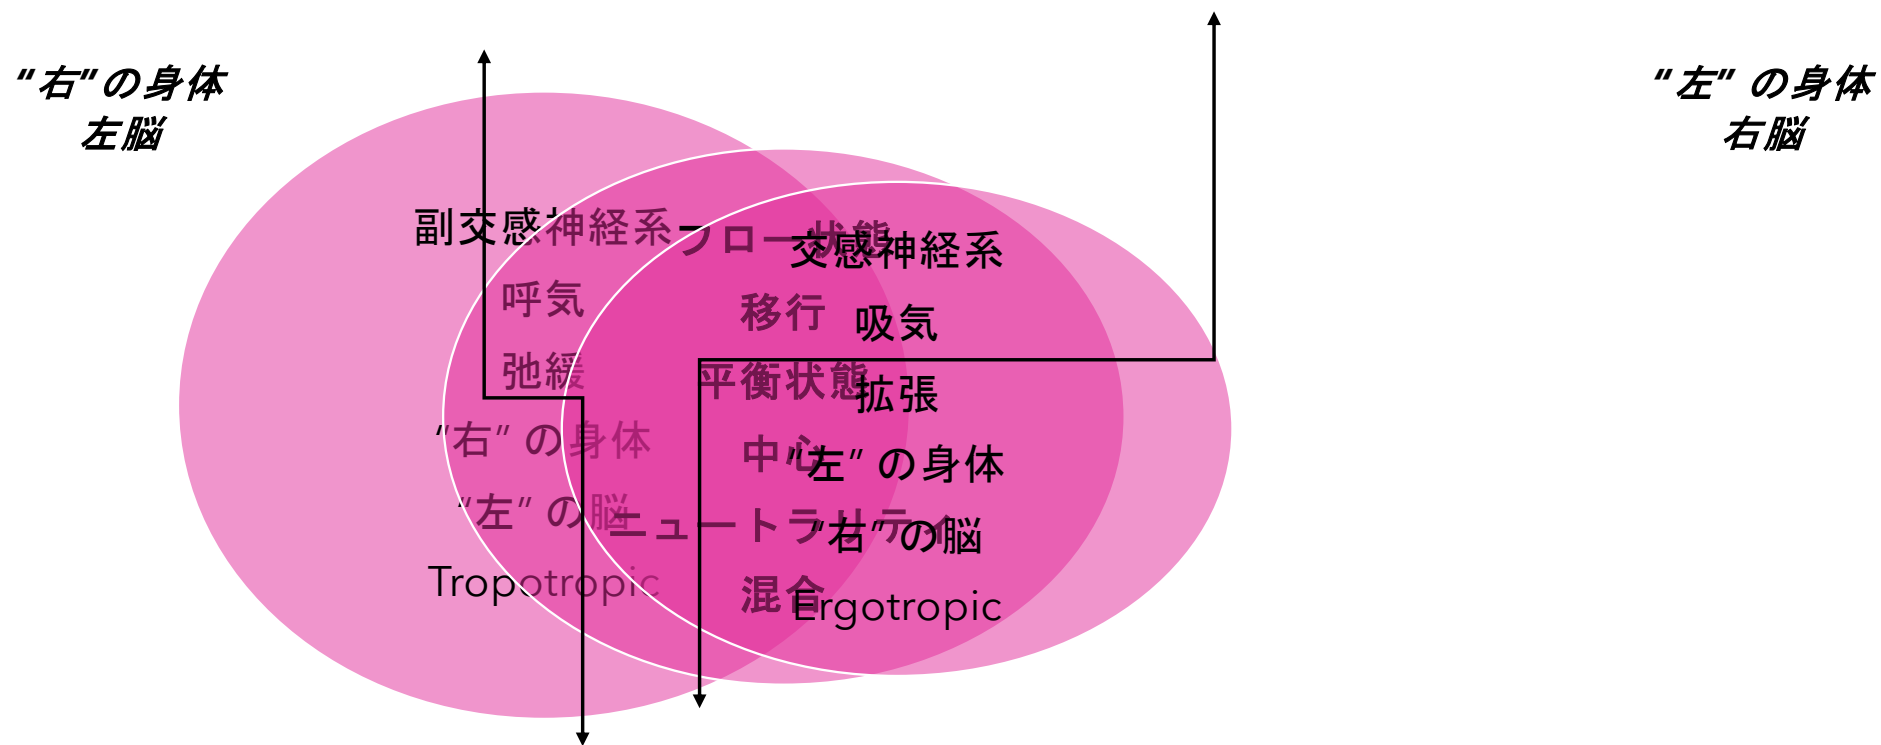 “右”の身体
左脳
“左” の身体
右脳
副交感神経系
呼気
弛緩
“右” の身体
“左” の脳
Tropotropic
フロー状態
移行
平衡状態
中心
ニュートラリティ
混合
交感神経系
吸気
拡張
“左” の身体
“右” の脳
Ergotropic